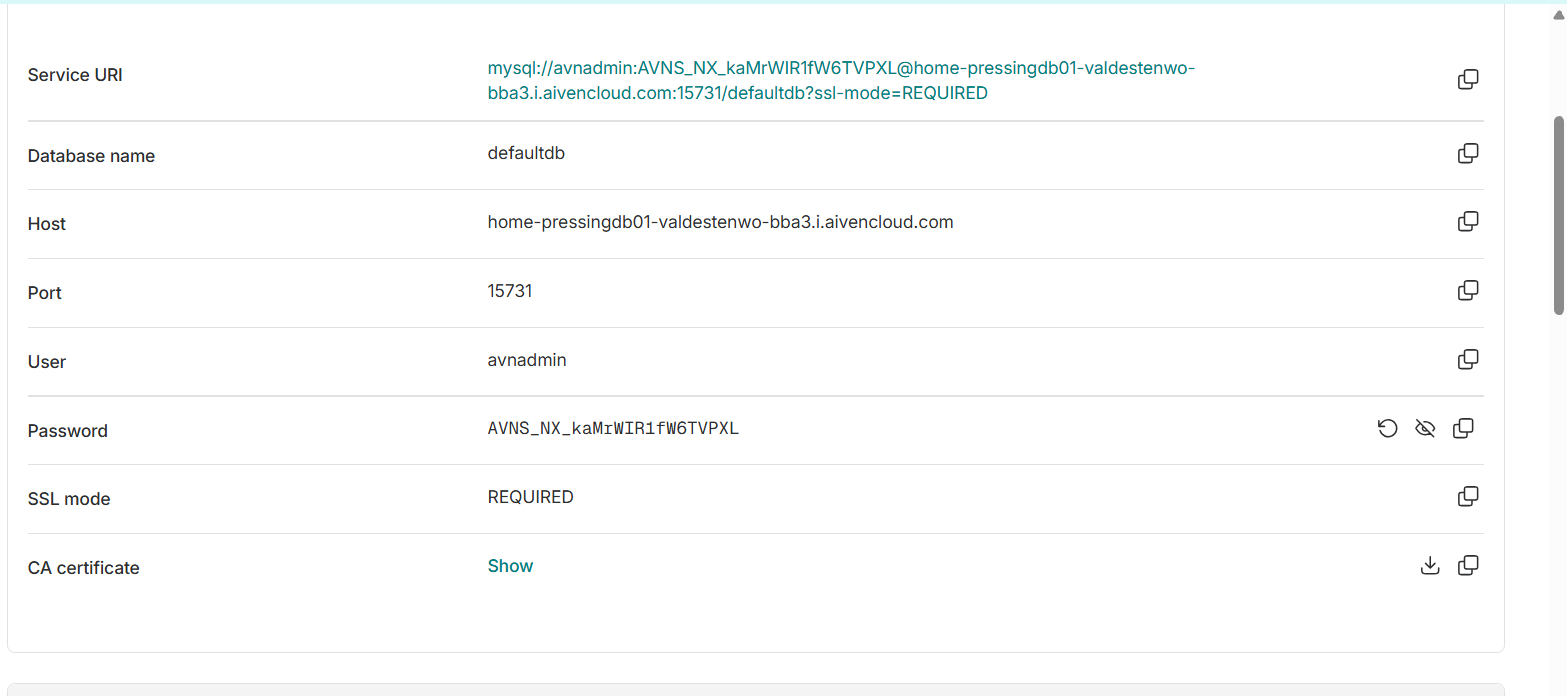 Service URI
mysql://avnadmin:AVNS_NX_kaMrWIR1fW6TVPXL@home-pressingdb01-valdestenwo-
bba3.i.aivencloud.com:15731/defaultdb?ssl-mode=REQUIRED
Database name
defaultdb
Host
home-pressingdb01-valdestenwo-bba3.i.aivencloud.com
Port
15731
User
avnadmin
Password
AVNS_NX_kaMrWIR1fW6TVPXL
SSL mode
REQUIRED
CA certificate
Show